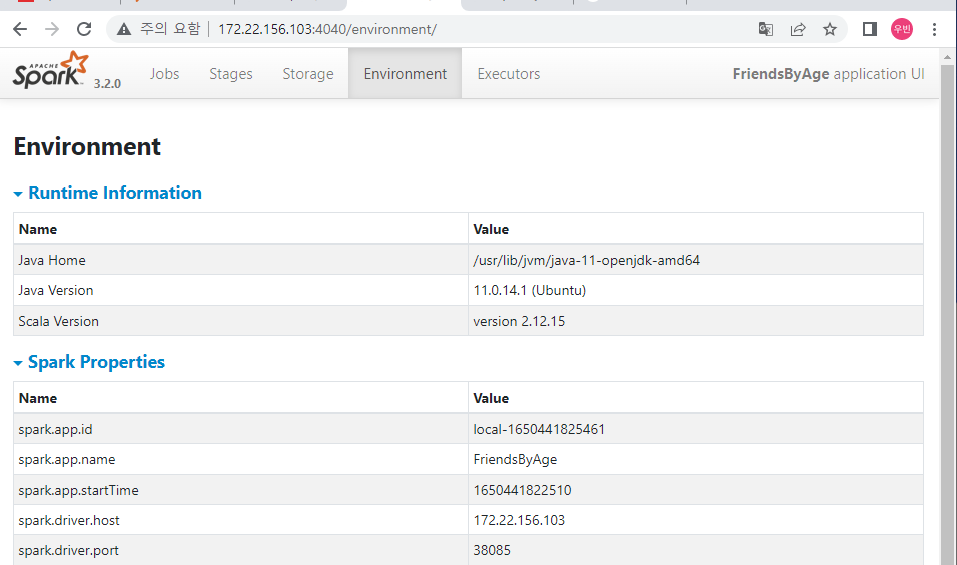 주의 요함 172.22.156.103:4040/environment/
우빈
APACHE Spark 3.2.0 Jobs Stages Storage Environment Executors FriendsByAge application UI
Environment
Runtime Information
Name Value
Java Home /usr/lib/jvm/java-11-openjdk-amd64
Java Version 11.0.14.1 (Ubuntu)
Scala Version version 2.12.15
Spark Properties
Name Value
spark.app.id local-1650441825461
spark.app.name FriendsByAge
spark.app.startTime 1650441822510
spark.driver.host 172.22.156.103
spark.driver.port 38085